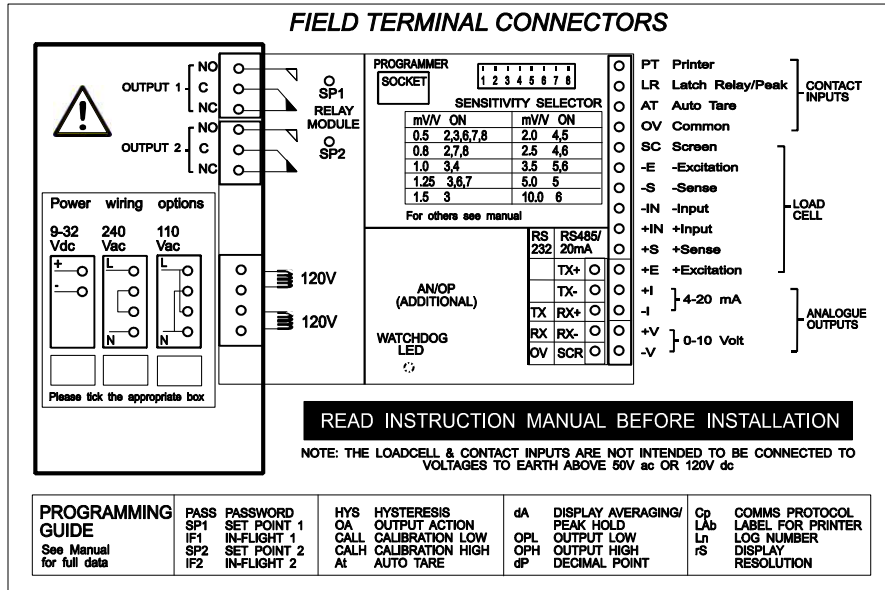 FIELD TERMINAL CONNECTORS
OUTPUT 1
NO
C
NC
OUTPUT 2
NO
C
NC
SP1
RELAY
MODULE
SP2
Power wiring options
9-32
Vdc
240
Vac
110
Vac
+
-
L
N
L
N
Please tick the appropriate box
120V
120V
PROGRAMMER
SOCKET
1 2 3 4 5 6 7 8
SENSITIVITY SELECTOR
mV/V ON mV/V ON
0.5 2,3,6,7,8 2.0 4,5
0.8 2,7,8 2.5 4,6
1.0 3,4 3.5 5,6
1.25 3,6,7 5.0 5
1.5 3 10.0 6
For others see manual
AN/OP
(ADDITIONAL)
WATCHDOG
LED
RS
232
RS485/
20mA
TX+
TX-
TX RX+
RX RX-
OV SCR
PT Printer
LR Latch Relay/Peak
AT Auto Tare
OV Common
CONTACT
INPUTS
SC Screen
-E -Excitation
-S -Sense
-IN -Input
+IN +Input
+S +Sense
+E +Excitation
LOAD
CELL
+I
-I
4-20 mA
+V
-V
0-10 Volt
ANALOGUE
OUTPUTS
READ INSTRUCTION MANUAL BEFORE INSTALLATION
NOTE: THE LOADCELL & CONTACT INPUTS ARE NOT INTENDED TO BE CONNECTED TO
VOLTAGES TO EARTH ABOVE 50V ac OR 120V dc
PROGRAMMING
GUIDE
See Manual
for full data
PASS PASSWORD
SP1 SET POINT 1
IF1 IN-FLIGHT 1
SP2 SET POINT 2
IF2 IN-FLIGHT 2
HYS HYSTERESIS
OA OUTPUT ACTION
CALL CALIBRATION LOW
CALH CALIBRATION HIGH
At AUTO TARE
dA DISPLAY AVERAGING/
PEAK HOLD
OPL OUTPUT LOW
OPH OUTPUT HIGH
dP DECIMAL POINT
Cp COMMS PROTOCOL
LAb LABEL FOR PRINTER
Ln LOG NUMBER
rS DISPLAY
RESOLUTION